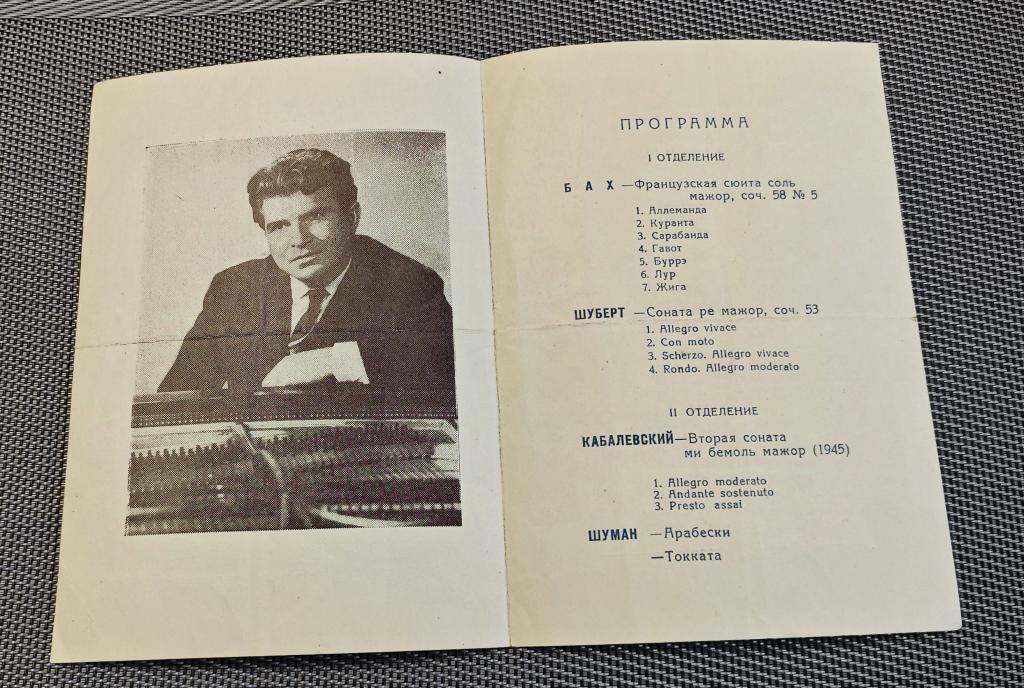 ПРОГРАММА
I ОТДЕЛЕНИЕ
БАХ —Французская сюита соль
мажор, соч. 58 № 5
1. Аллеманда
2. Куранта
3. Сарабанда
4. Гавот
5. Буррэ
6. Лур
7. Жига
ШУБЕРТ —Соната ре мажор, соч. 53
1. Allegro vivace
2. Con moto
3. Scherzo. Allegro vivace
4. Rondo. Allegro moderato
II ОТДЕЛЕНИЕ
КАБАЛЕВСКИЙ—Вторая соната
ми бемоль мажор (1945)
1. Allegro moderato
2. Andante sostenuto
3. Presto assai
ШУМАН —Арабески
—Токката